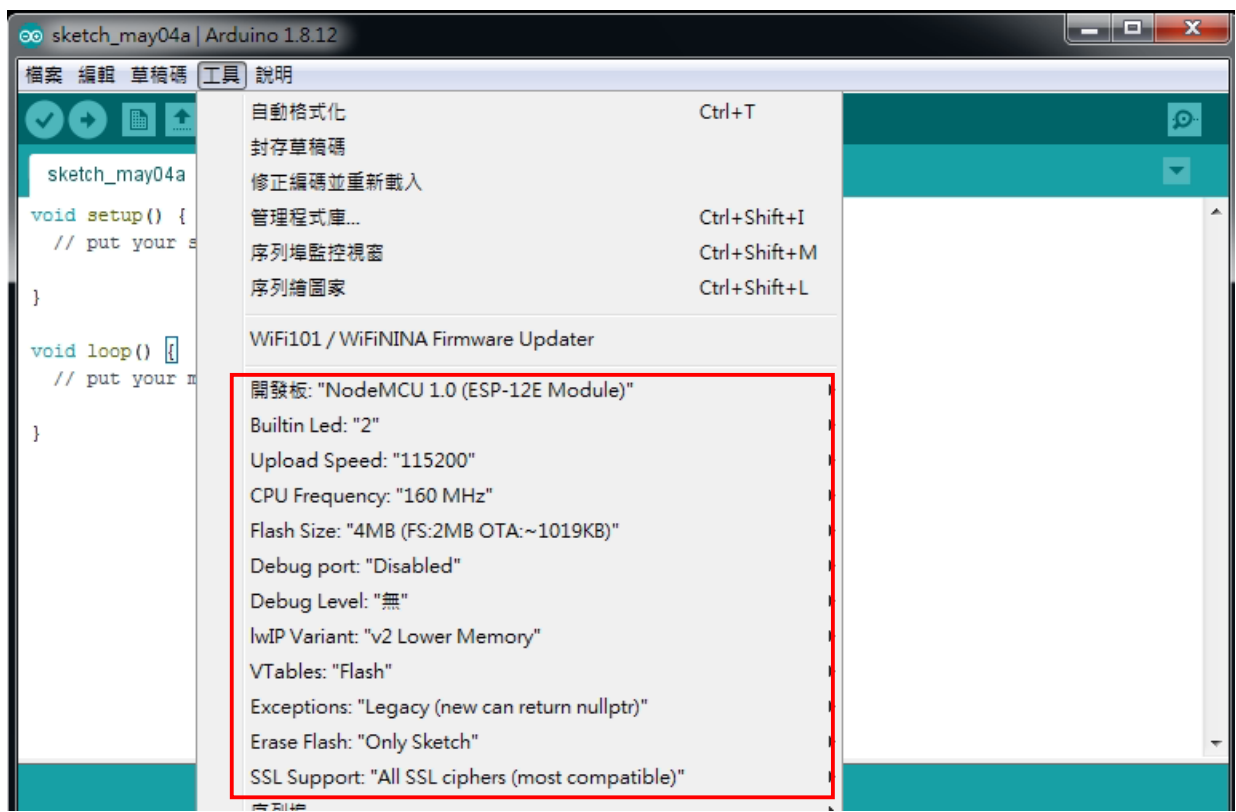 sketch_may04a | Arduino 1.8.12
檔案 編輯 草稿碼 工具 說明
自動格式化 Ctrl+T
封存草稿碼
修正編碼並重新載入
管理程式庫... Ctrl+Shift+I
序列埠監控視窗 Ctrl+Shift+M
序列繪圖家 Ctrl+Shift+L
WiFi101 / WiFiNINA Firmware Updater
開發板: "NodeMCU 1.0 (ESP-12E Module)"
Builtin Led: "2"
Upload Speed: "115200"
CPU Frequency: "160 MHz"
Flash Size: "4MB (FS:2MB OTA:~1019KB)"
Debug port: "Disabled"
Debug Level: "無"
lwIP Variant: "v2 Lower Memory"
VTables: "Flash"
Exceptions: "Legacy (new can return nullptr)"
Erase Flash: "Only Sketch"
SSL Support: "All SSL ciphers (most compatible)"
序列埠
sketch_may04a
void setup() {
// put your
}
void loop() {
// put your
}